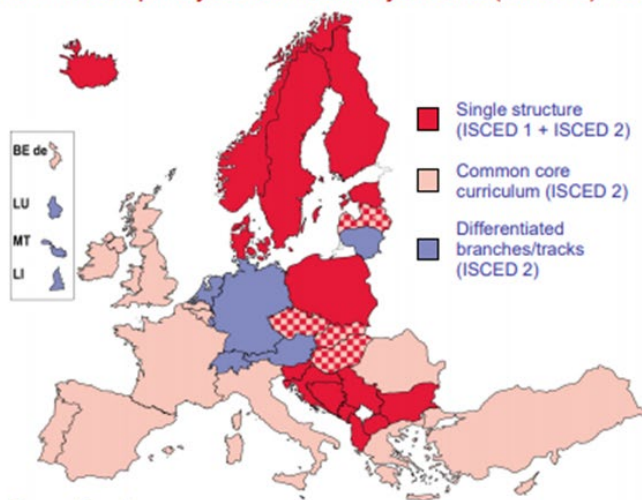 Single structure
(ISCED 1 + ISCED 2)
BE de
Common core
curriculum (ISCED 2)
LU
Differentiated
branches/tracks
(ISCED 2)
MT
LI